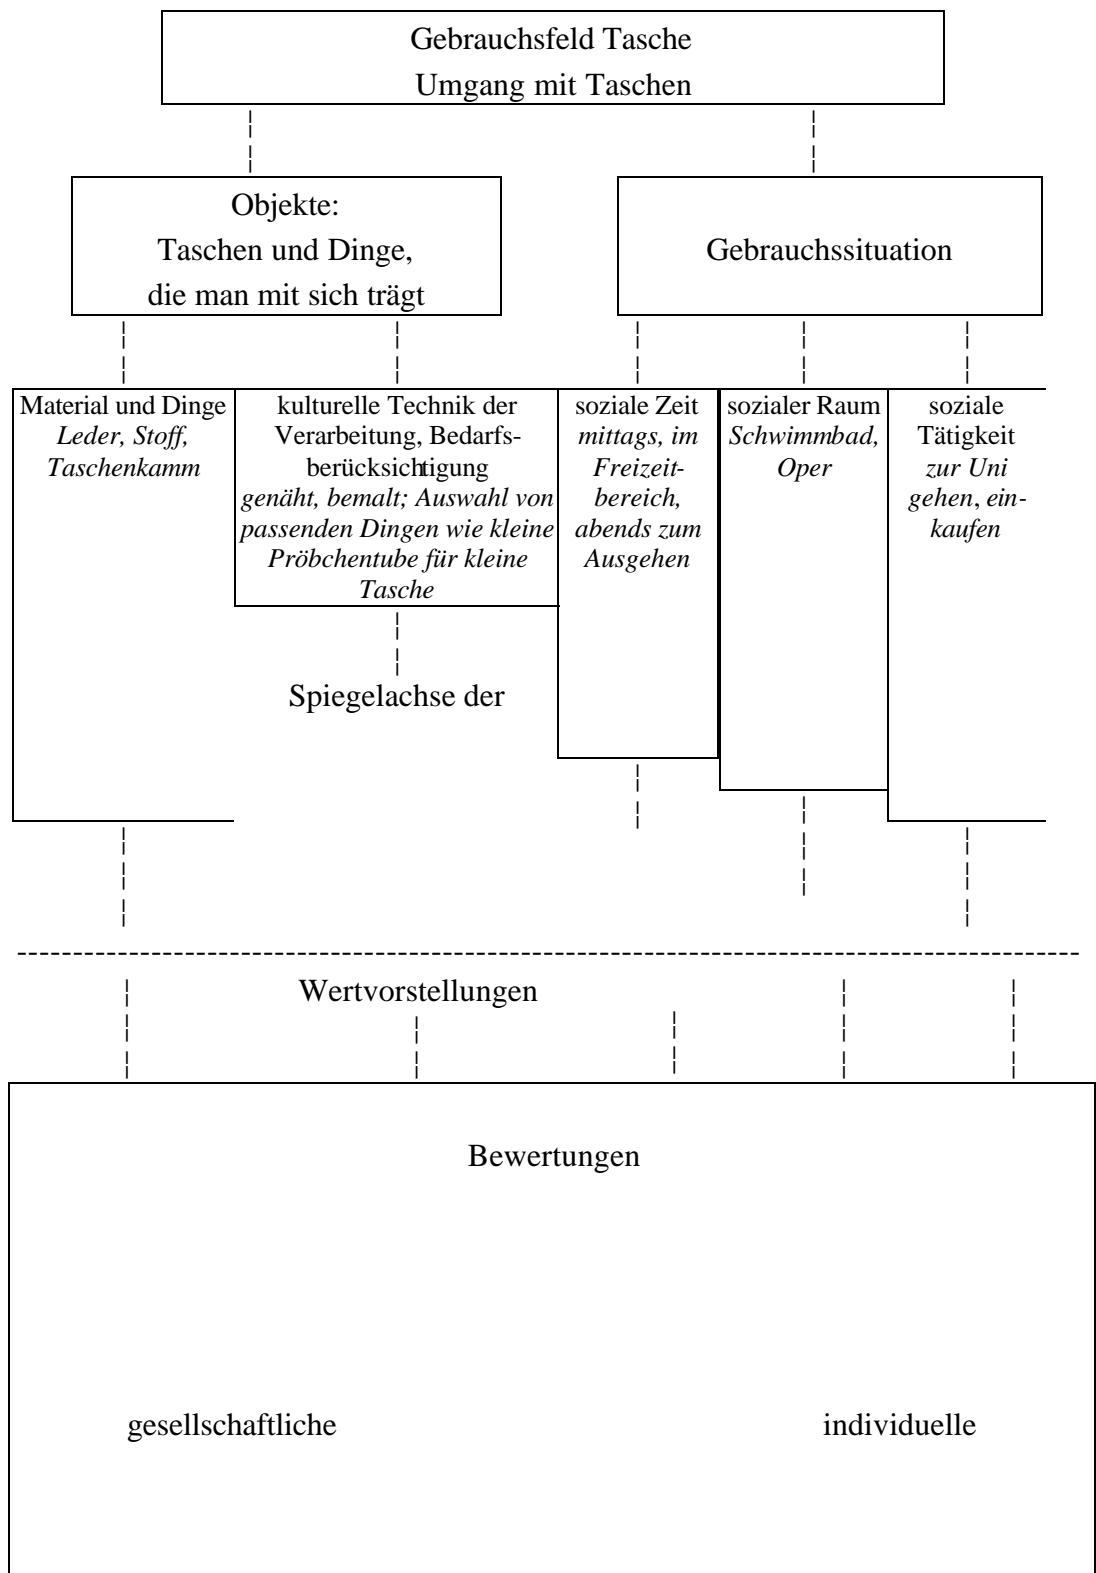 Gebrauchsfeld Tasche
Umgang mit Taschen
Objekte:
Taschen und Dinge,
die man mit sich trägt
Gebrauchssituation
Material und Dinge
Leder, Stoff,
Taschenkamm
kulturelle Technik der
Verarbeitung, Bedarfs-
berücksichtigung
genäht, bemalt; Auswahl von
passenden Dingen wie kleine
Pröbchentube für kleine
Tasche
soziale Zeit
mittags, im
Freizeit-
bereich,
abends zum
Ausgehen
sozialer Raum
Schwimmbad,
Oper
soziale
Tätigkeit
zur Uni
gehen, ein-
kaufen
Spiegelachse der
Wertvorstellungen
Bewertungen
gesellschaftliche
individuelle